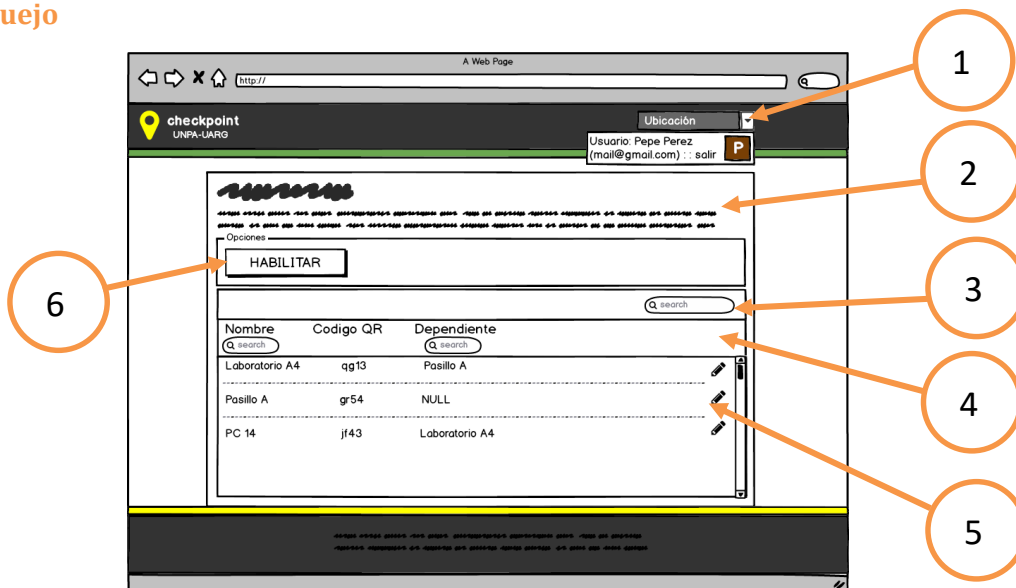 uejo
A Web Page
http://
checkpoint
UNPA-UARG
Ubicación
Usuario: Pepe Perez
(mail@gmail.com) : : salir
P
Opciones
HABILITAR
search
Nombre Codigo QR Dependiente
search search
Laboratorio A4 qg13 Pasillo A
Pasillo A gr54 NULL
PC 14 jf43 Laboratorio A4
1
2
3
4
5
6